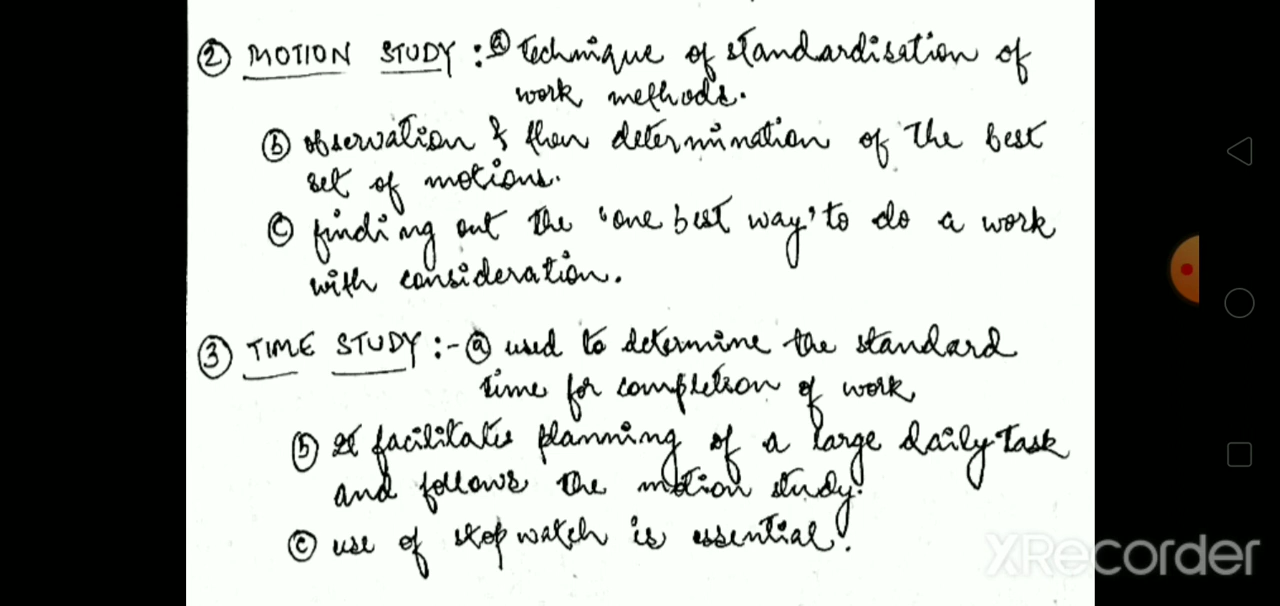 ② MOTION STUDY :- ⓐ Technique of standardisation of
work methods.
ⓑ observation & then determination of the best
set of motions.
ⓒ finding out the 'one best way' to do a work
with consideration.
③ TIME STUDY :- ⓐ used to determine the standard
time for completion of work
ⓑ It facilitates planning of a large daily task
and follows the motion study.
ⓒ use of stop watch is essential.
XRecorder